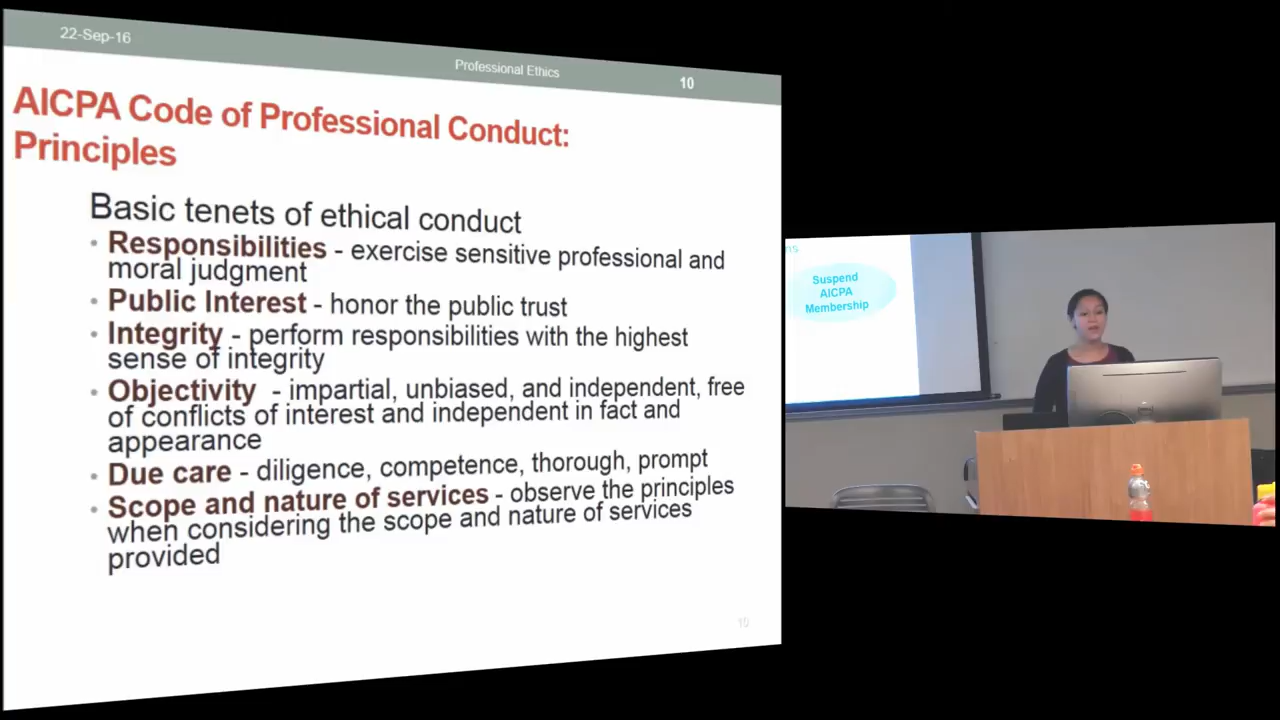 22-Sep-16
Professional Ethics
10
AICPA Code of Professional Conduct:
Principles
Basic tenets of ethical conduct
• Responsibilities - exercise sensitive professional and
moral judgment
• Public Interest - honor the public trust
• Integrity - perform responsibilities with the highest
sense of integrity
• Objectivity - impartial, unbiased, and independent, free
of conflicts of interest and independent in fact and
appearance
• Due care - diligence, competence, thorough, prompt
• Scope and nature of services - observe the principles
when considering the scope and nature of services
provided
10
Suspend
AICPA
Membership